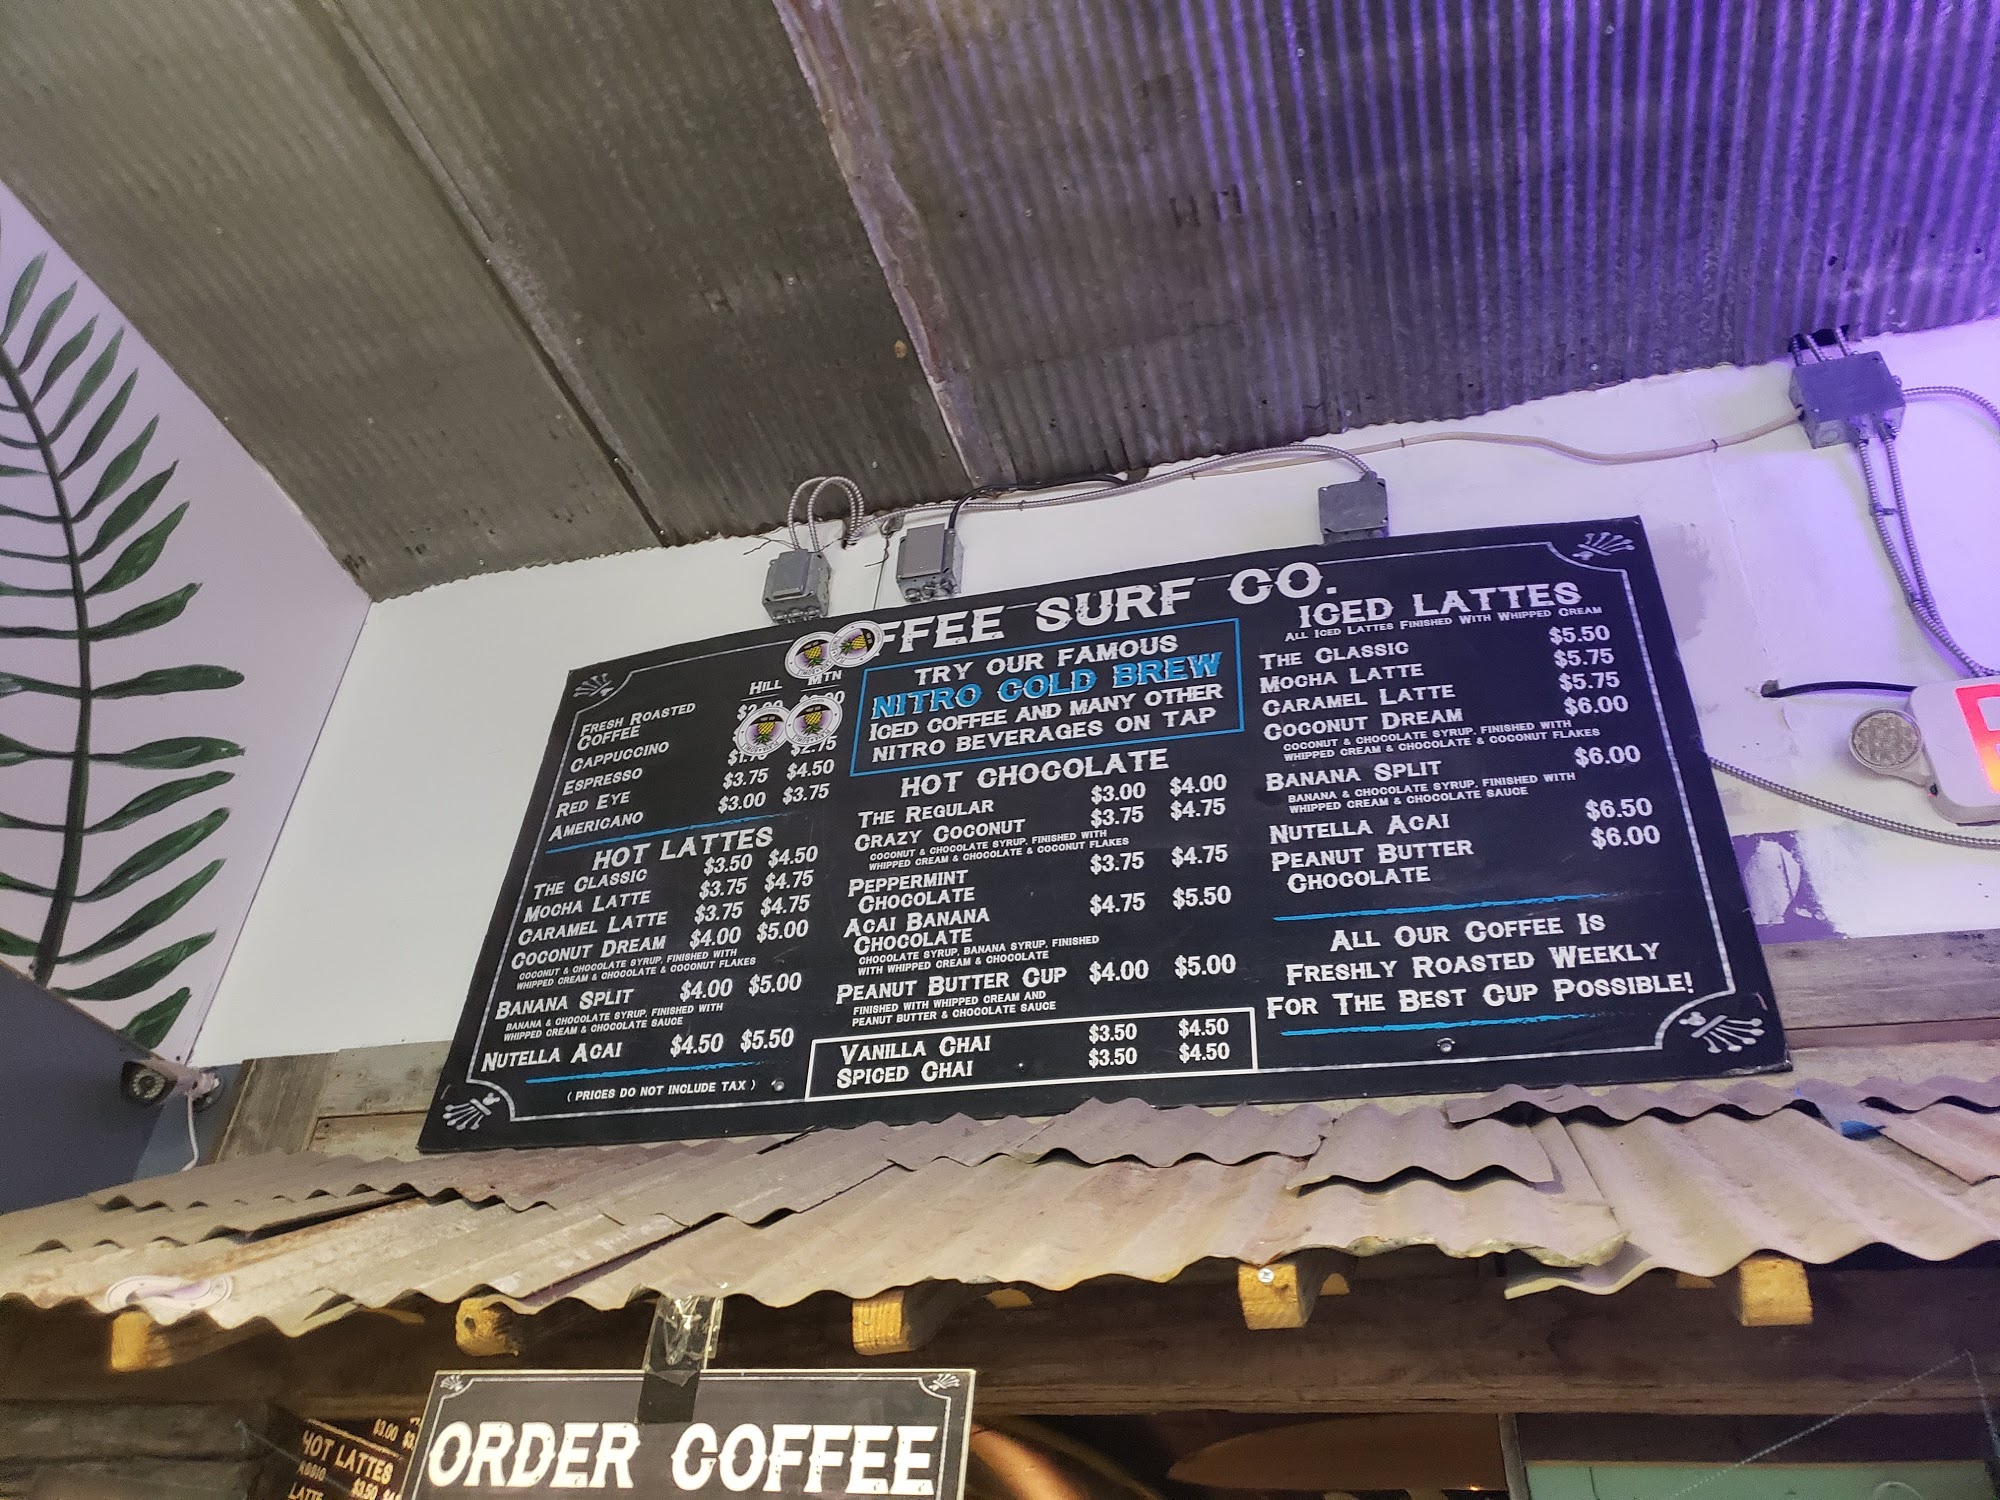 FFEE SURF CO.
HILL MTN
FRESH ROASTED
COFFEE
CAPPUCCINO
ESPRESSO $2.75
RED EYE $3.75 $4.50
AMERICANO $3.00 $3.75
HOT LATTES
THE CLASSIC $3.50 $4.50
MOCHA LATTE $3.75 $4.75
CARAMEL LATTE $3.75 $4.75
COCONUT DREAM $4.00 $5.00
COCONUT & CHOCOLATE SYRUP, FINISHED WITH
WHIPPED CREAM & CHOCOLATE & COCONUT FLAKES
BANANA SPLIT $4.00 $5.00
BANANA & CHOCOLATE SYRUP, FINISHED WITH
WHIPPED CREAM & CHOCOLATE SAUCE
NUTELLA ACAI $4.50 $5.50
( PRICES DO NOT INCLUDE TAX )
TRY OUR FAMOUS
NITRO COLD BREW
ICED COFFEE AND MANY OTHER
NITRO BEVERAGES ON TAP
HOT CHOCOLATE
THE REGULAR $3.00 $4.00
CRAZY COCONUT $3.75 $4.75
COCONUT & CHOCOLATE SYRUP, FINISHED WITH
WHIPPED CREAM & CHOCOLATE & COCONUT FLAKES
PEPPERMINT $3.75 $4.75
CHOCOLATE
ACAI BANANA $4.75 $5.50
CHOCOLATE
CHOCOLATE SYRUP, BANANA SYRUP, FINISHED
WITH WHIPPED CREAM & CHOCOLATE
PEANUT BUTTER CUP $4.00 $5.00
FINISHED WITH WHIPPED CREAM AND
PEANUT BUTTER & CHOCOLATE SAUCE
VANILLA CHAI $3.50 $4.50
SPICED CHAI $3.50 $4.50
ICED LATTES
ALL ICED LATTES FINISHED WITH WHIPPED CREAM
THE CLASSIC $5.50
MOCHA LATTE $5.75
CARAMEL LATTE $5.75
COCONUT DREAM $6.00
COCONUT & CHOCOLATE SYRUP, FINISHED WITH
WHIPPED CREAM & CHOCOLATE & COCONUT FLAKES
BANANA SPLIT $6.00
BANANA & CHOCOLATE SYRUP, FINISHED WITH
WHIPPED CREAM & CHOCOLATE SAUCE
NUTELLA ACAI $6.50
PEANUT BUTTER $6.00
CHOCOLATE
ALL OUR COFFEE IS
FRESHLY ROASTED WEEKLY
FOR THE BEST CUP POSSIBLE!
ORDER COFFEE
$3.00
HOT LATTES
$3.50